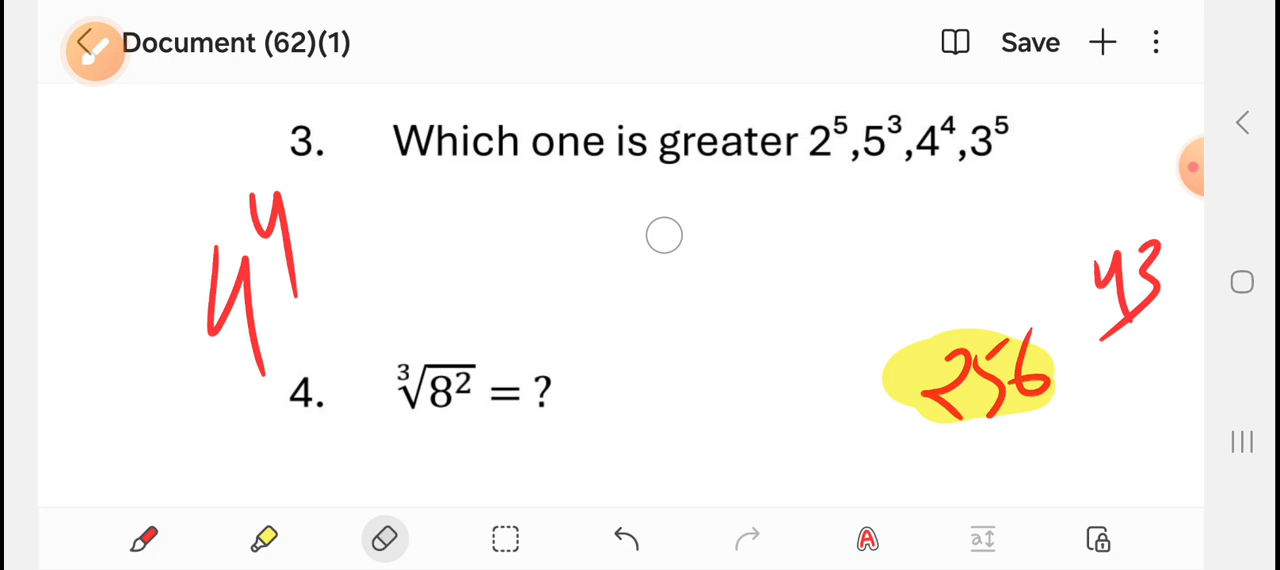 Document (62)(1) Save
3. Which one is greater 2⁵,5³,4⁴,3⁵
4⁴
43
256
4. ∛8² = ?
A
a